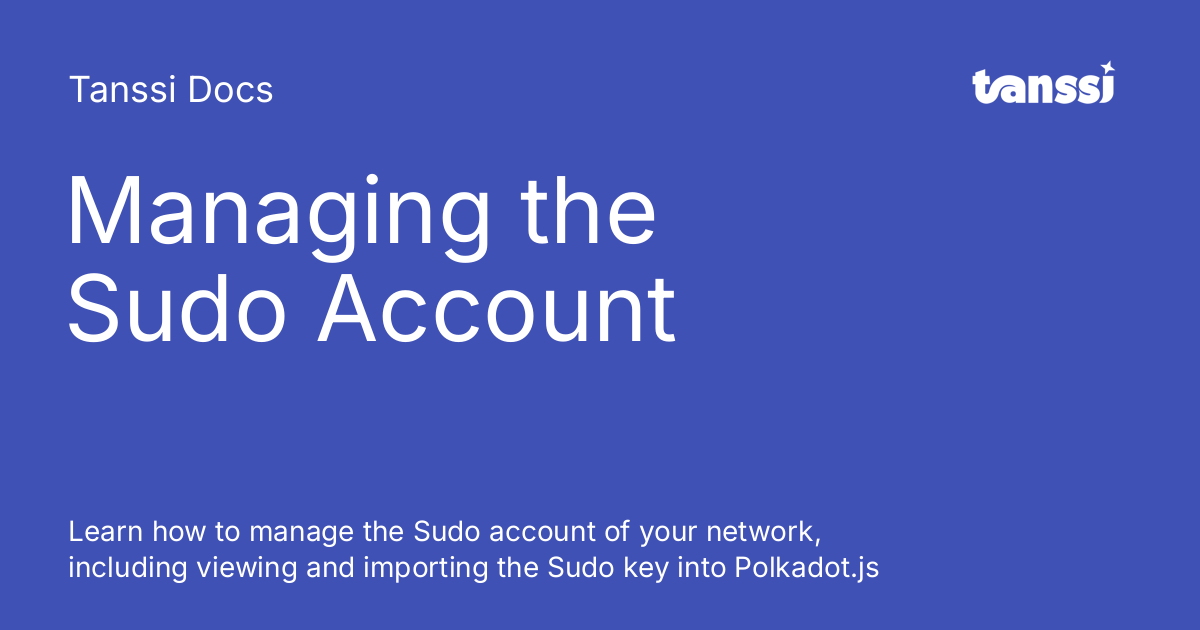 Tanssi Docs
tanssi
Managing the
Sudo Account
Learn how to manage the Sudo account of your network,
including viewing and importing the Sudo key into Polkadot.js